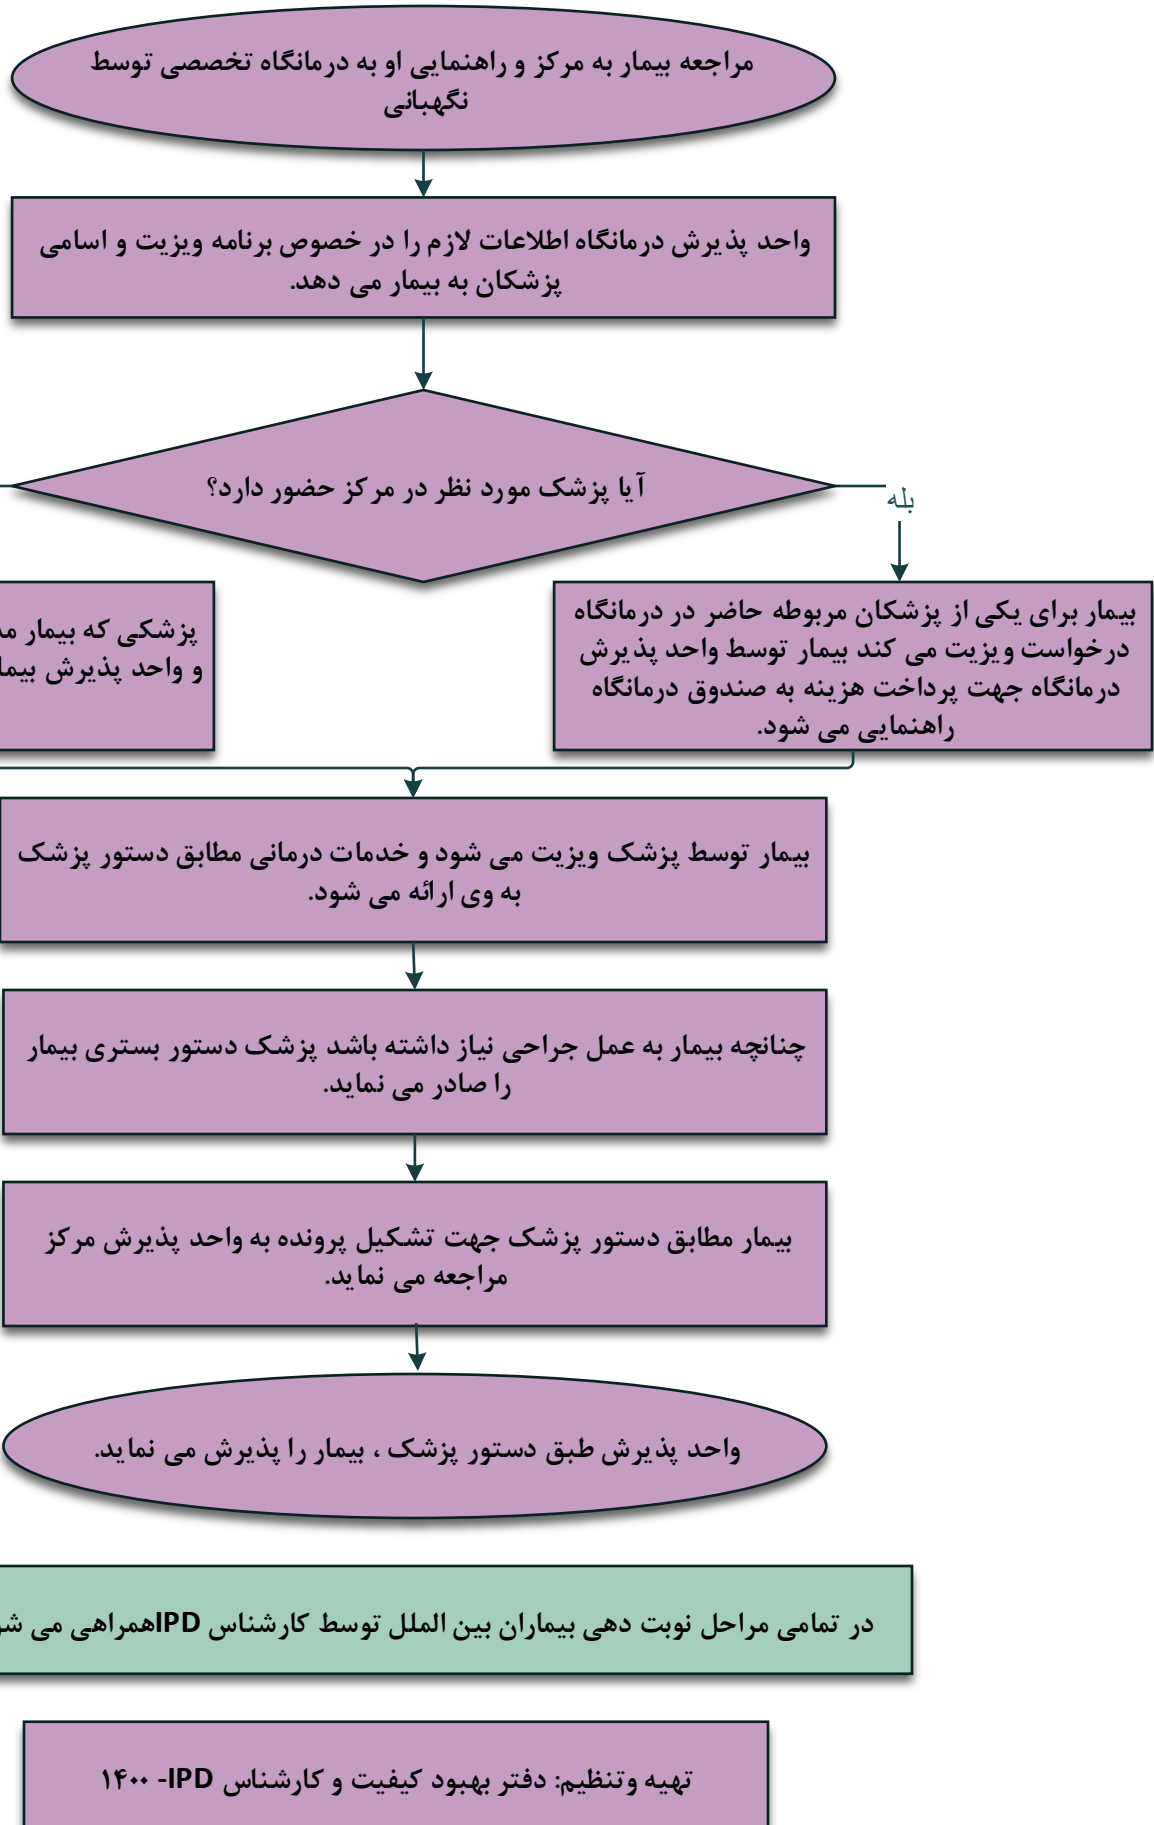 مراجعه بیمار به مرکز و راهنمایی او به درمانگاه تخصصی توسط
نگهبانی
واحد پذیرش درمانگاه اطلاعات لازم را در خصوص برنامه ویزیت و اسامی
پزشکان به بیمار می دهد.
آیا پزشک مورد نظر در مرکز حضور دارد؟
بله
بیمار برای یکی از پزشکان مربوطه حاضر در درمانگاه
درخواست ویزیت می کند بیمار توسط واحد پذیرش
درمانگاه جهت پرداخت هزینه به صندوق درمانگاه
راهنمایی می شود.
پزشکی که بیمار
و واحد پذیرش
بیمار توسط پزشک ویزیت می شود و خدمات درمانی مطابق دستور پزشک
به وی ارائه می شود.
چنانچه بیمار به عمل جراحی نیاز داشته باشد پزشک دستور بستری بیمار
را صادر می نماید.
بیمار مطابق دستور پزشک جهت تشکیل پرونده به واحد پذیرش مرکز
مراجعه می نماید.
واحد پذیرش طبق دستور پزشک ، بیمار را پذیرش می نماید.
در تمامی مراحل نوبت دهی بیماران بین الملل توسط کارشناس IPDهمراهی می
تهیه وتنظیم: دفتر بهبود کیفیت و کارشناس IPD- ۱۴۰۰